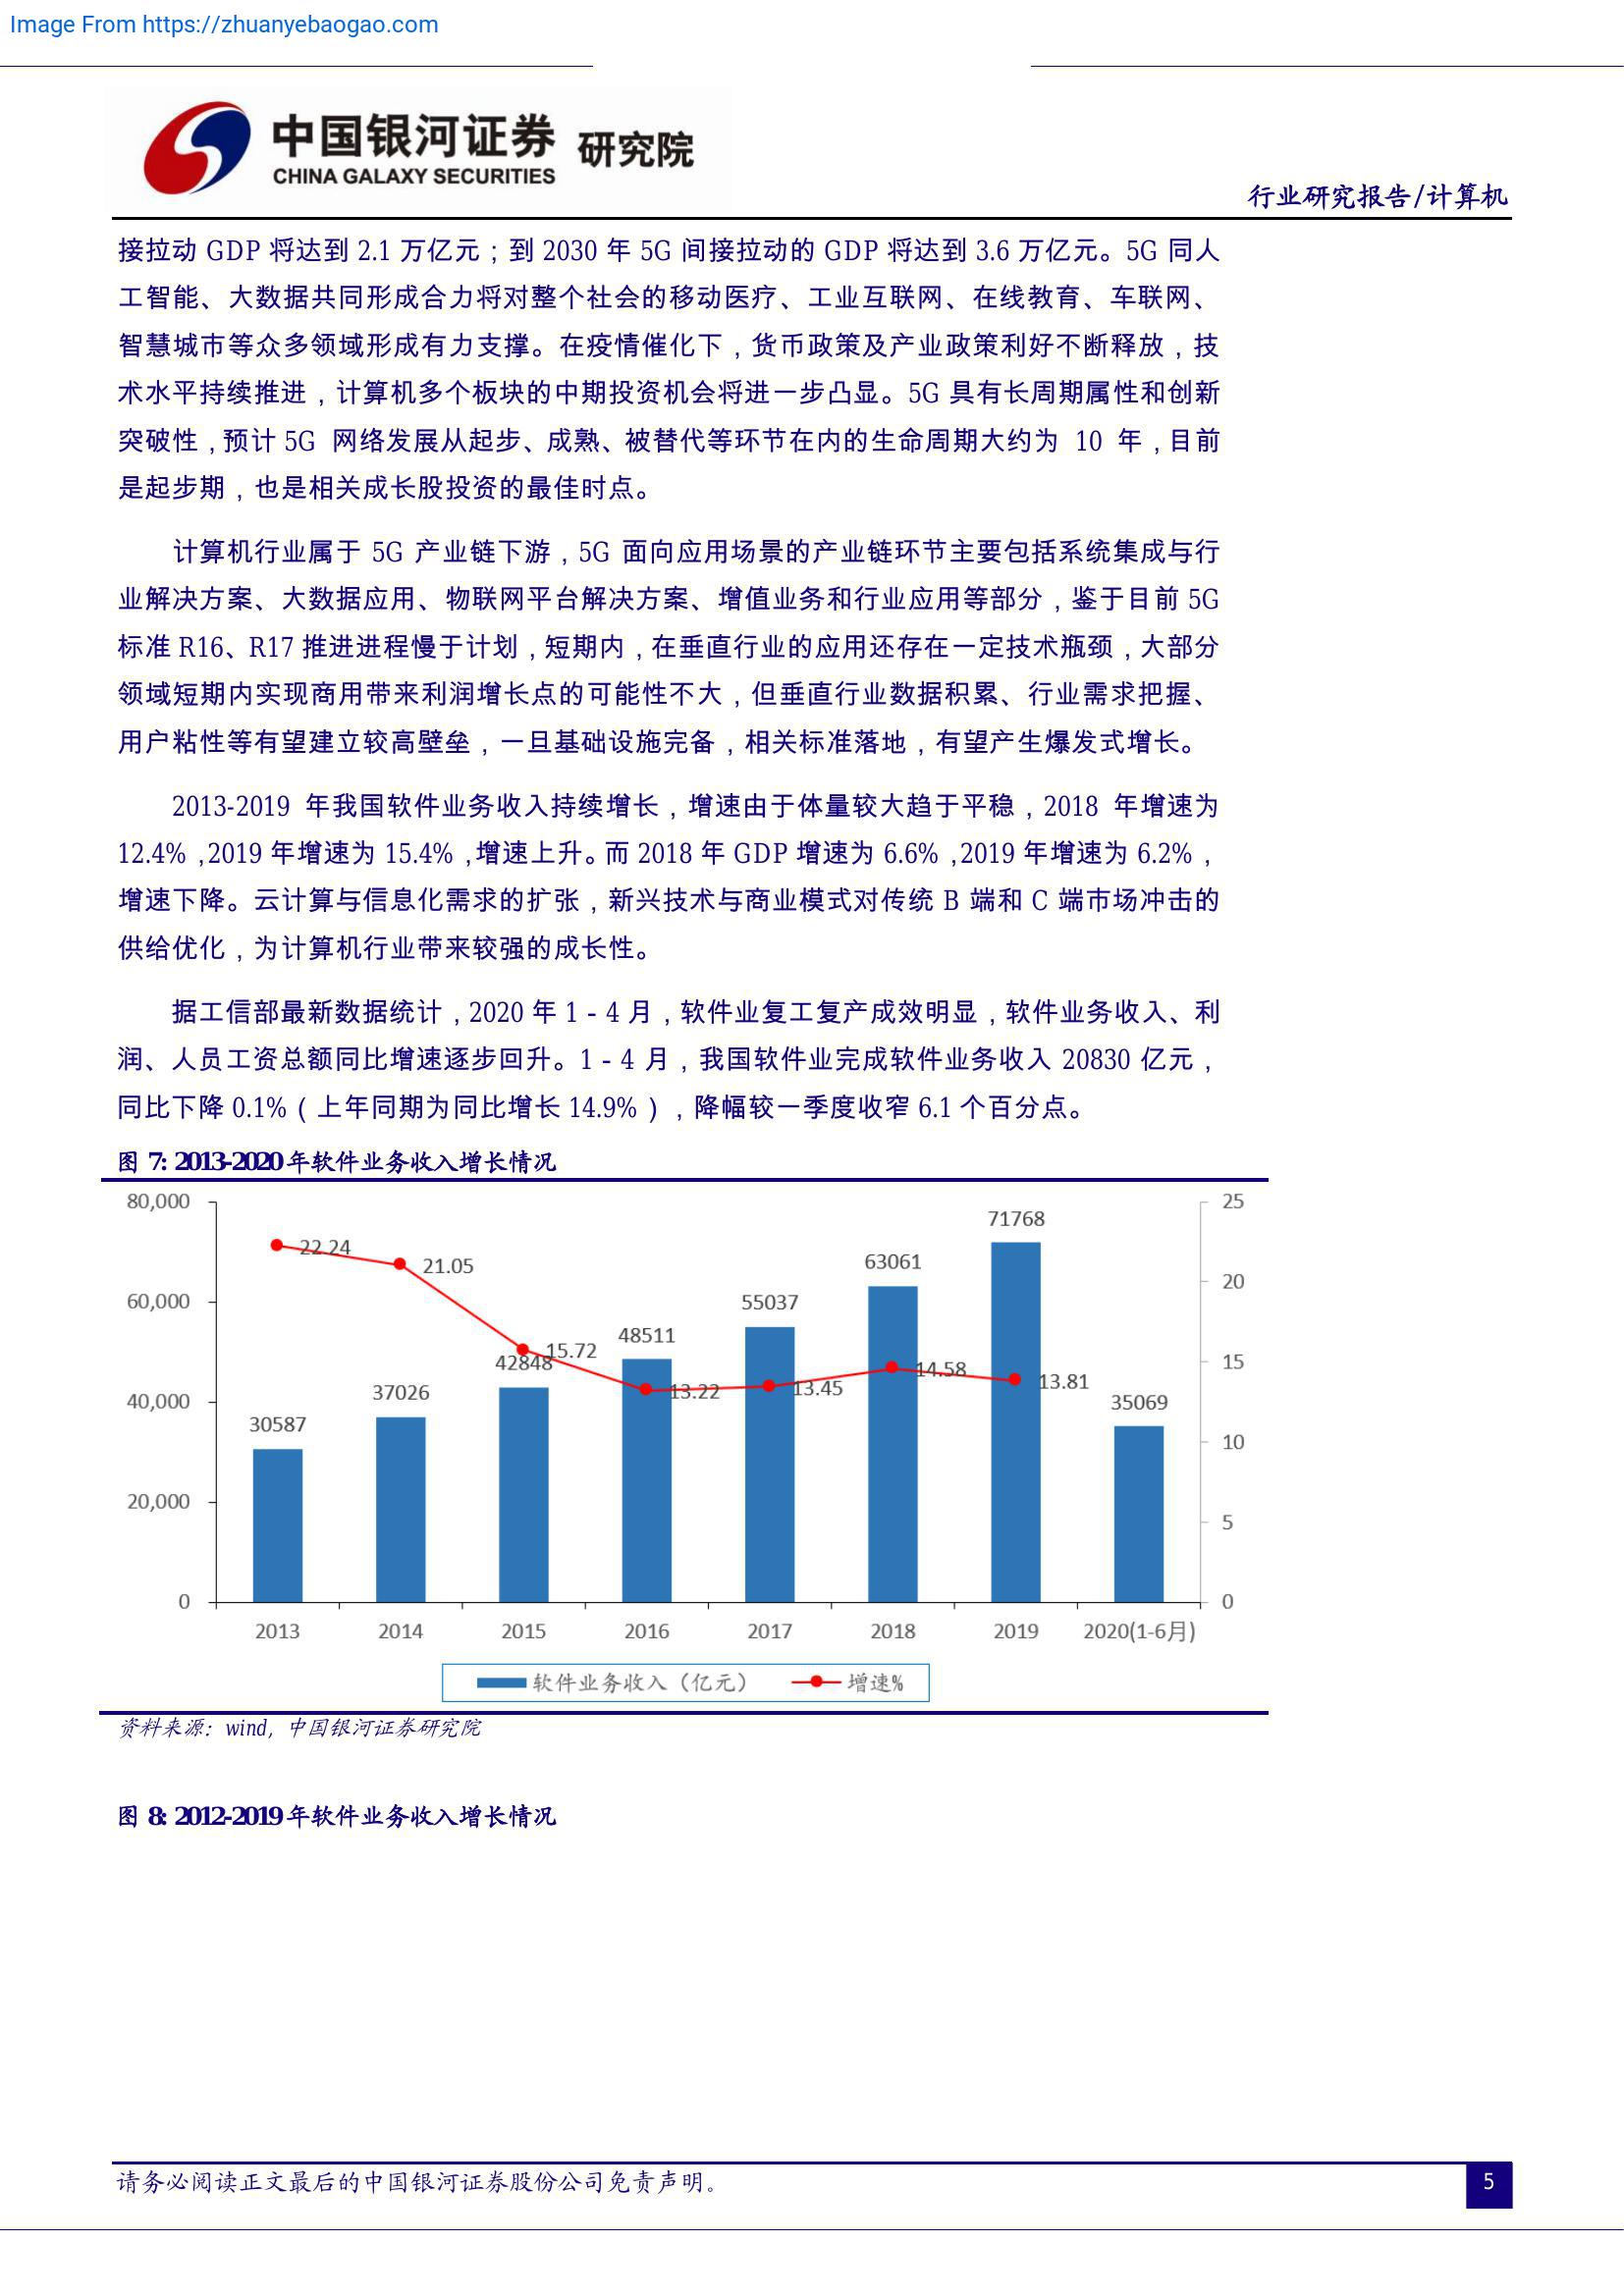 Image From https://zhuanyebaogao.com
中国银河证券 研究院
CHINA GALAXY SECURITIES
行业研究报告/计算机
接拉动 GDP 将达到 2.1 万亿元；到 2030 年 5G 间接拉动的 GDP 将达到 3.6 万亿元。5G 同人
工智能、大数据共同形成合力将对整个社会的移动医疗、工业互联网、在线教育、车联网、
智慧城市等众多领域形成有力支撑。在疫情催化下，货币政策及产业政策利好不断释放，技
术水平持续推进，计算机多个板块的中期投资机会将进一步凸显。5G 具有长周期属性和创新
突破性，预计 5G 网络发展从起步、成熟、被替代等环节在内的生命周期大约为 10 年，目前
是起步期，也是相关成长股投资的最佳时点。
计算机行业属于 5G 产业链下游，5G 面向应用场景的产业链环节主要包括系统集成与行
业解决方案、大数据应用、物联网平台解决方案、增值业务和行业应用等部分，鉴于目前 5G
标准 R16、R17 推进进程慢于计划，短期内，在垂直行业的应用还存在一定技术瓶颈，大部分
领域短期内实现商用带来利润增长点的可能性不大，但垂直行业数据积累、行业需求把握、
用户粘性等有望建立较高壁垒，一旦基础设施完备，相关标准落地，有望产生爆发式增长。
2013-2019 年我国软件业务收入持续增长，增速由于体量较大趋于平稳，2018 年增速为
12.4%，2019 年增速为 15.4%，增速上升。而 2018 年 GDP 增速为 6.6%，2019 年增速为 6.2%，
增速下降。云计算与信息化需求的扩张，新兴技术与商业模式对传统 B 端和 C 端市场冲击的
供给优化，为计算机行业带来较强的成长性。
据工信部最新数据统计，2020 年 1－4 月，软件业复工复产成效明显，软件业务收入、利
润、人员工资总额同比增速逐步回升。1－4 月，我国软件业完成软件业务收入 20830 亿元，
同比下降 0.1%（上年同期为同比增长 14.9%），降幅较一季度收窄 6.1 个百分点。
图 7: 2013-2020 年软件业务收入增长情况
80,000
60,000
40,000
20,000
0
25
20
15
10
5
0
22.24
21.05
15.72
13.22
13.45
14.58
13.81
30587
37026
42848
48511
55037
63061
71768
35069
2013 2014 2015 2016 2017 2018 2019 2020(1-6月)
软件业务收入（亿元） 增速%
资料来源：wind，中国银河证券研究院
图 8: 2012-2019 年软件业务收入增长情况
请务必阅读正文最后的中国银河证券股份公司免责声明。
5